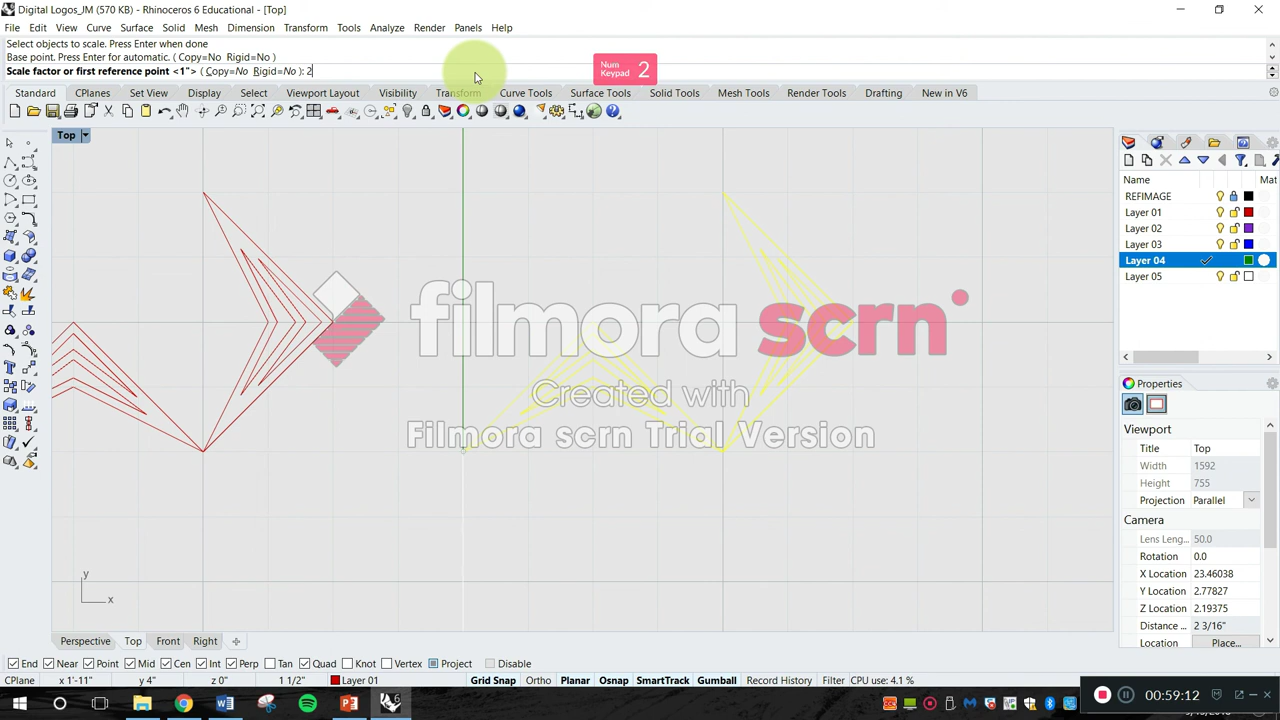 Digital Logos_JM (570 KB) - Rhinoceros 6 Educational - [Top]
File Edit View Curve Surface Solid Mesh Dimension Transform Tools Analyze Render Panels Help
Select objects to scale. Press Enter when done
Base point. Press Enter for automatic. ( Copy=No Rigid=No )
Scale factor or first reference point <1"> ( Copy=No Rigid=No ): 2
Num Keypad 2
Standard CPlanes Set View Display Select Viewport Layout Visibility Transform Curve Tools Surface Tools Solid Tools Mesh Tools Render Tools Drafting New in V6
Top
Name Mat
REFIMAGE
Layer 01
Layer 02
Layer 03
Layer 04
Layer 05
filmora scrn
Created with
Filmora scrn Trial Version
Properties
Viewport
Title Top
Width 1592
Height 755
Projection Parallel
Camera
Lens Leng... 50.0
Rotation 0.0
X Location 23.46038
Y Location 2.77827
Z Location 2.19375
Distance ... 2 3/16"
Location Place...
y
x
Perspective Top Front Right
End Near Point Mid Cen Int Perp Tan Quad Knot Vertex Project Disable
CPlane x 1'-11" y 4" z 0" 1 1/2" Layer 01 Grid Snap Ortho Planar Osnap SmartTrack Gumball Record History Filter CPU use: 4.1 %
00:59:12